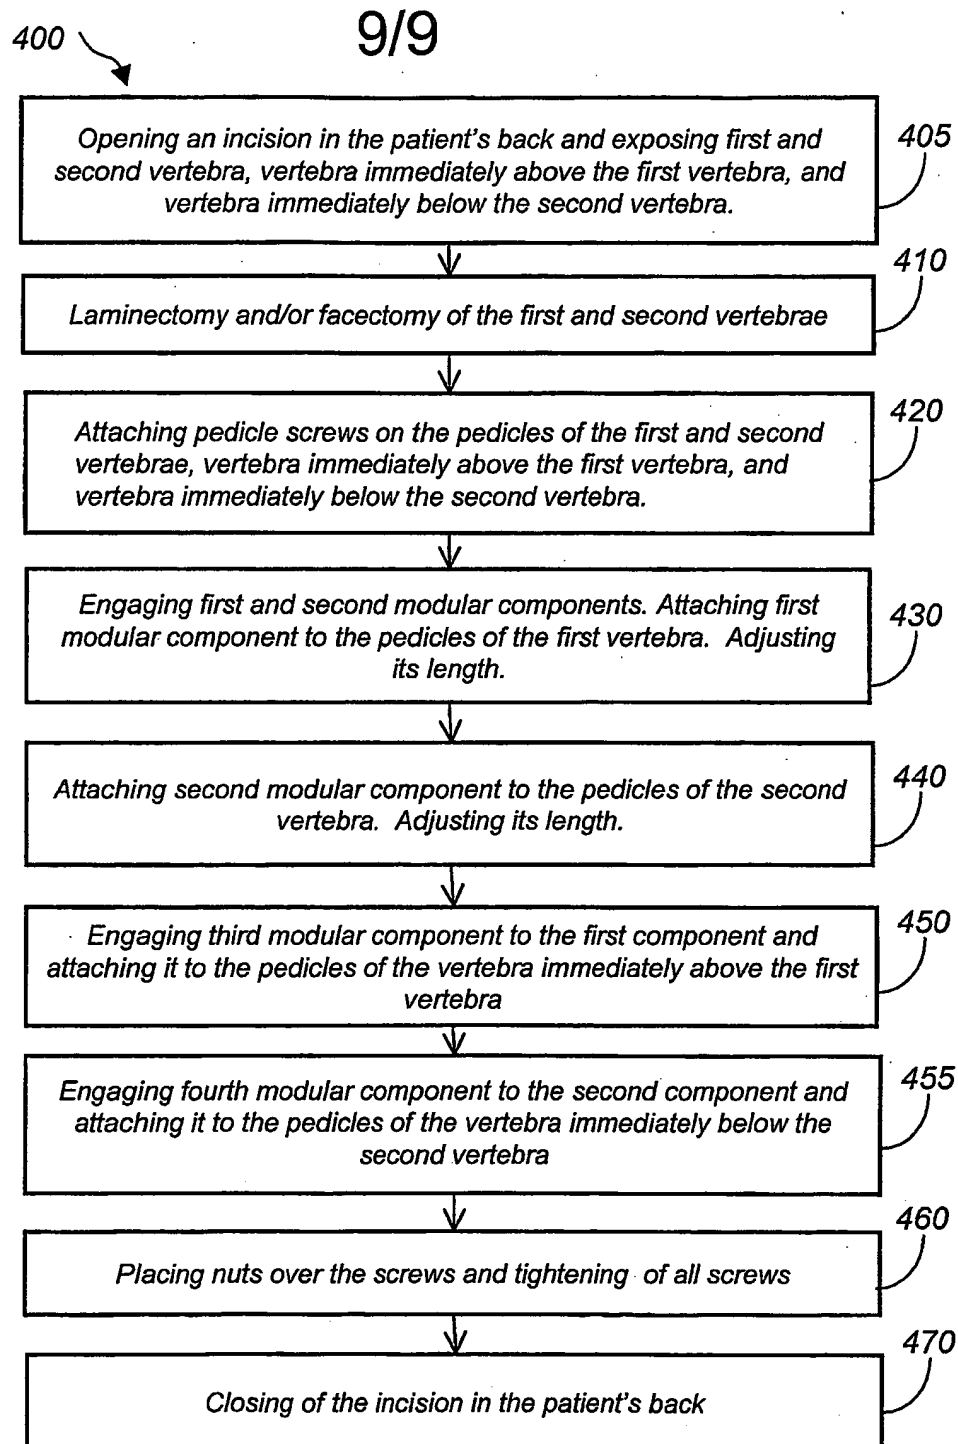 9/9
400
Opening an incision in the patient's back and exposing first and
second vertebra, vertebra immediately above the first vertebra, and
vertebra immediately below the second vertebra.
405
410
Laminectomy and/or facectomy of the first and second vertebrae
420
Attaching pedicle screws on the pedicles of the first and second
vertebrae, vertebra immediately above the first vertebra, and
vertebra immediately below the second vertebra.
Engaging first and second modular components. Attaching first
modular component to the pedicles of the first vertebra. Adjusting
its length.
430
Attaching second modular component to the pedicles of the second
vertebra. Adjusting its length.
440
Engaging third modular component to the first component and
attaching it to the pedicles of the vertebra immediately above the first
vertebra
450
Engaging fourth modular component to the second component and
attaching it to the pedicles of the vertebra immediately below the
second vertebra
455
460
Placing nuts over the screws and tightening of all screws
470
Closing of the incision in the patient's back